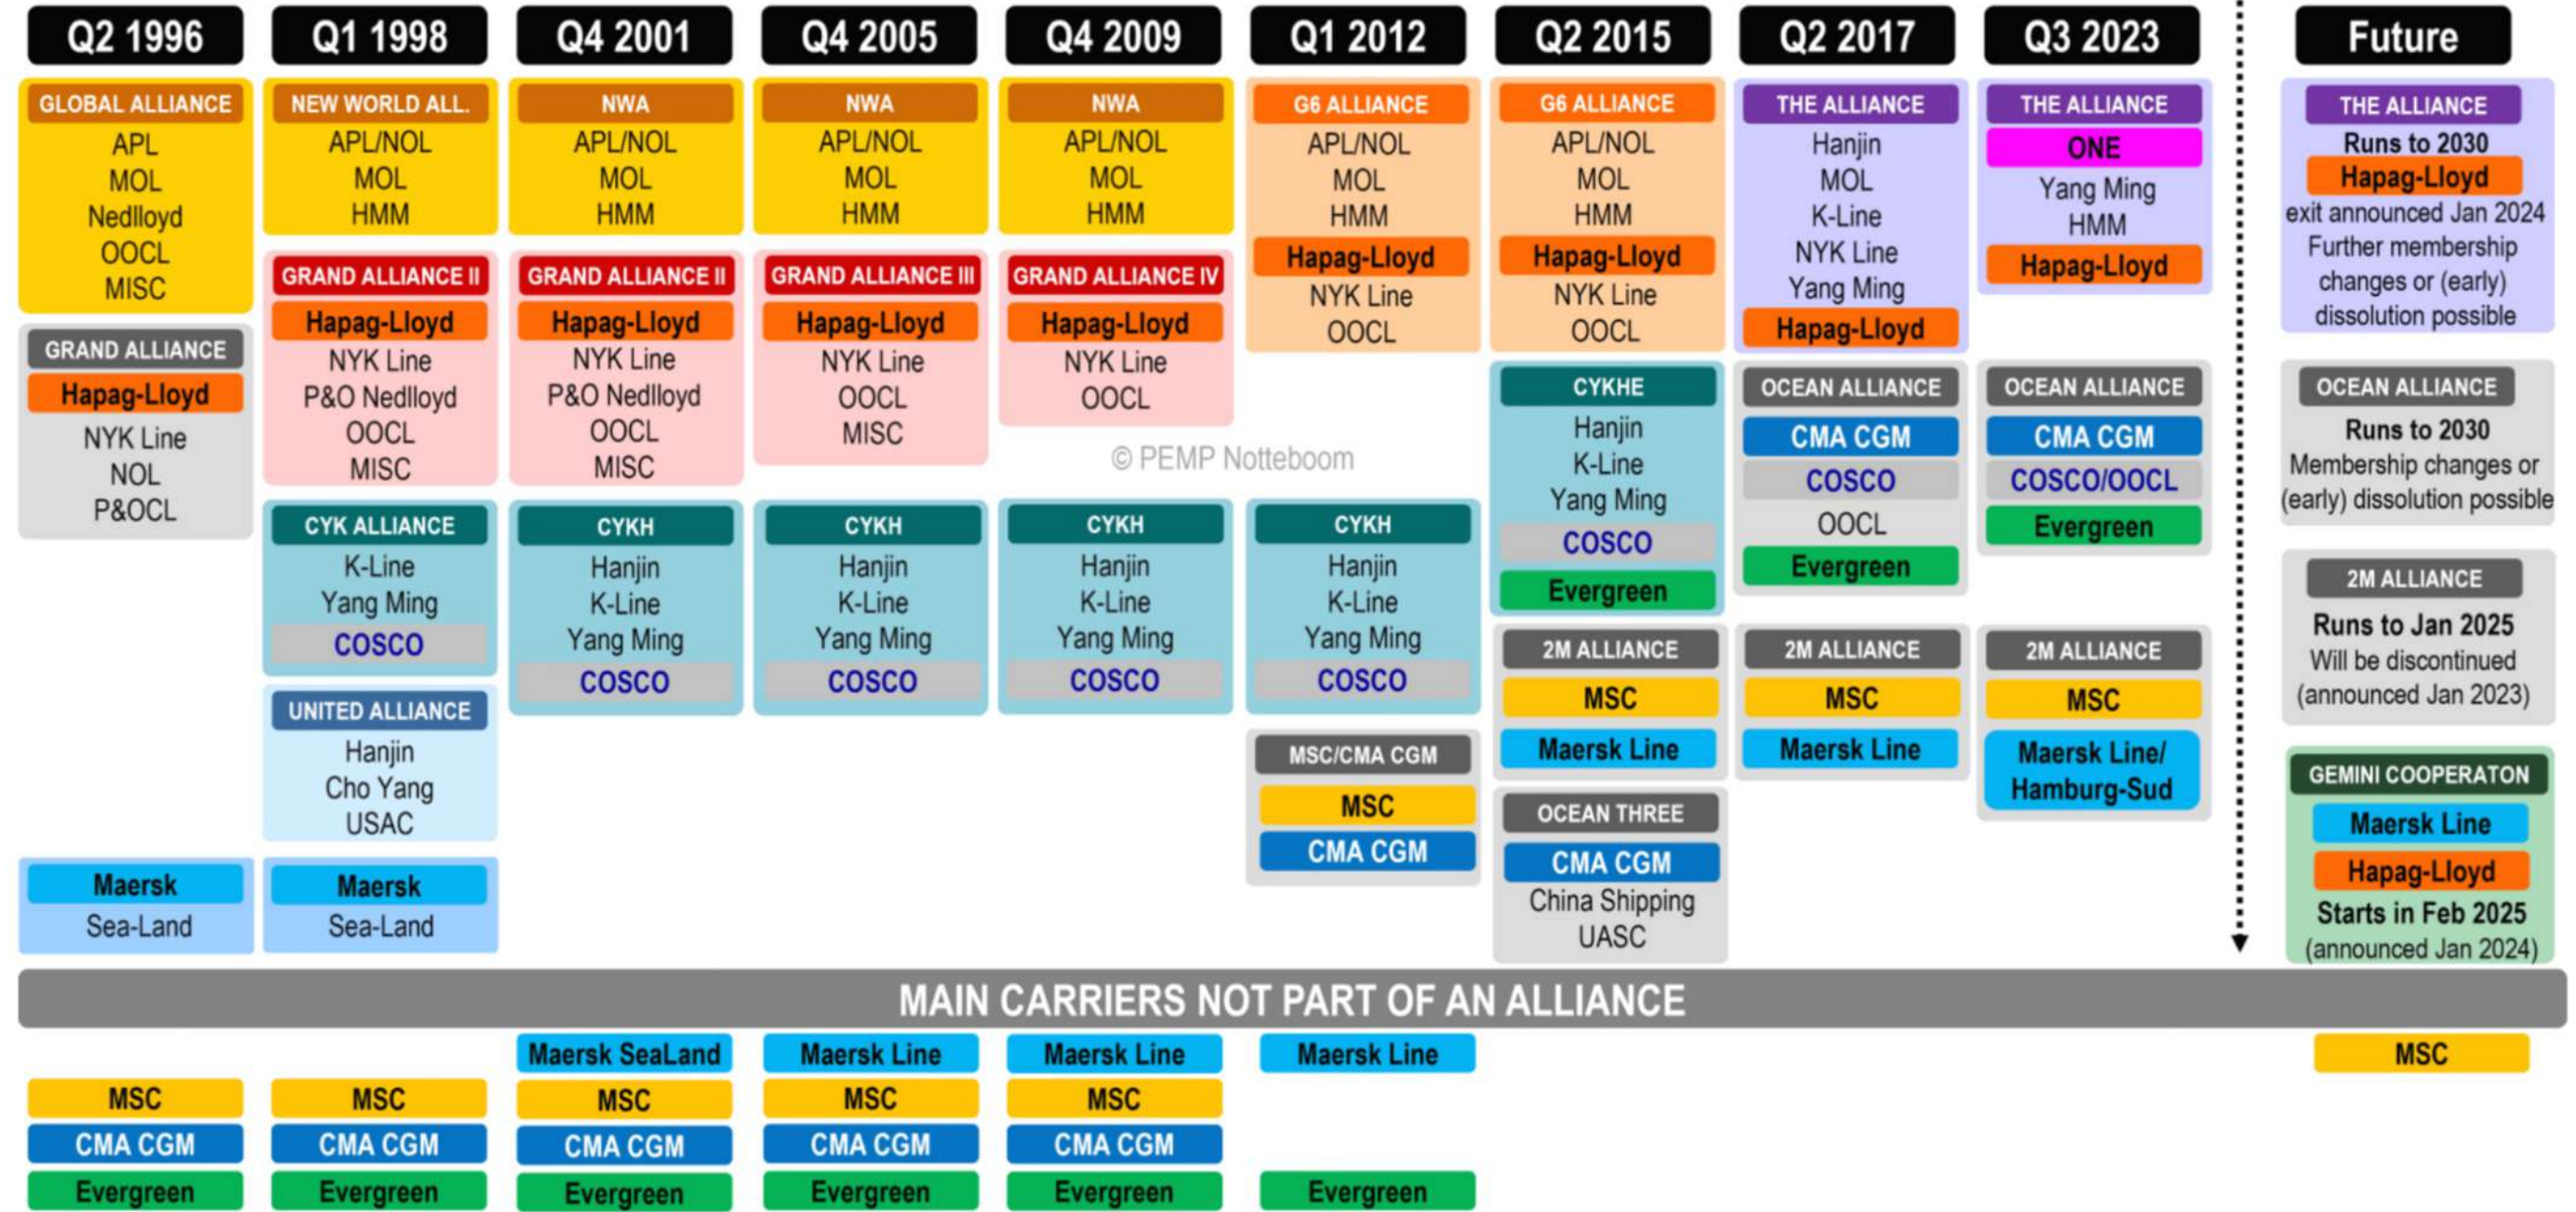 Q2 1996
GLOBAL ALLIANCE
APL
MOL
Nedlloyd
OOCL
MISC
GRAND ALLIANCE
Hapag-Lloyd
NYK Line
NOL
P&OCL
Maersk
Sea-Land
Q1 1998
NEW WORLD ALL.
APL/NOL
MOL
HMM
GRAND ALLIANCE II
Hapag-Lloyd
NYK Line
P&O Nedlloyd
OOCL
MISC
CYK ALLIANCE
K-Line
Yang Ming
COSCO
UNITED ALLIANCE
Hanjin
Cho Yang
USAC
Maersk
Sea-Land
Q4 2001
NWA
APL/NOL
MOL
HMM
GRAND ALLIANCE II
Hapag-Lloyd
NYK Line
P&O Nedlloyd
OOCL
MISC
CYKH
Hanjin
K-Line
Yang Ming
COSCO
Q4 2005
NWA
APL/NOL
MOL
HMM
GRAND ALLIANCE III
Hapag-Lloyd
NYK Line
OOCL
MISC
CYKH
Hanjin
K-Line
Yang Ming
COSCO
Q4 2009
NWA
APL/NOL
MOL
HMM
GRAND ALLIANCE IV
Hapag-Lloyd
NYK Line
OOCL
© PEMP Notteboom
CYKH
Hanjin
K-Line
Yang Ming
COSCO
Q1 2012
G6 ALLIANCE
APL/NOL
MOL
HMM
Hapag-Lloyd
NYK Line
OOCL
CYKH
Hanjin
K-Line
Yang Ming
COSCO
MSC/CMA CGM
MSC
CMA CGM
Q2 2015
G6 ALLIANCE
APL/NOL
MOL
HMM
Hapag-Lloyd
NYK Line
OOCL
CYKHE
Hanjin
K-Line
Yang Ming
COSCO
Evergreen
2M ALLIANCE
MSC
Maersk Line
OCEAN THREE
CMA CGM
China Shipping
UASC
Q2 2017
THE ALLIANCE
Hanjin
MOL
K-Line
NYK Line
Yang Ming
Hapag-Lloyd
OCEAN ALLIANCE
CMA CGM
COSCO
OOCL
Evergreen
2M ALLIANCE
MSC
Maersk Line
Q3 2023
THE ALLIANCE
ONE
Yang Ming
HMM
Hapag-Lloyd
OCEAN ALLIANCE
CMA CGM
COSCO/OOCL
Evergreen
2M ALLIANCE
MSC
Maersk Line/
Hamburg-Sud
Future
THE ALLIANCE
Runs to 2030
Hapag-Lloyd
exit announced Jan 2024
Further membership
changes or (early)
dissolution possible
OCEAN ALLIANCE
Runs to 2030
Membership changes or
(early) dissolution possible
2M ALLIANCE
Runs to Jan 2025
Will be discontinued
(announced Jan 2023)
GEMINI COOPERATON
Maersk Line
Hapag-Lloyd
Starts in Feb 2025
(announced Jan 2024)
MAIN CARRIERS NOT PART OF AN ALLIANCE
MSC
CMA CGM
Evergreen
MSC
CMA CGM
Evergreen
Maersk SeaLand
MSC
CMA CGM
Evergreen
Maersk Line
MSC
CMA CGM
Evergreen
Maersk Line
MSC
CMA CGM
Evergreen
Maersk Line
Evergreen
MSC